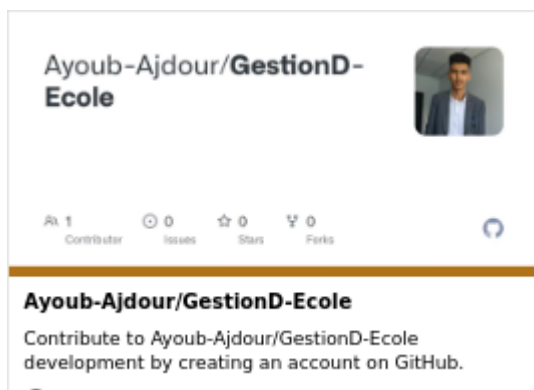 Ayoub-Ajdour/GestionD-
Ecole
1 0 0 0
Contributor Issues Stars Forks
Ayoub-Ajdour/GestionD-Ecole
Contribute to Ayoub-Ajdour/GestionD-Ecole
development by creating an account on GitHub.